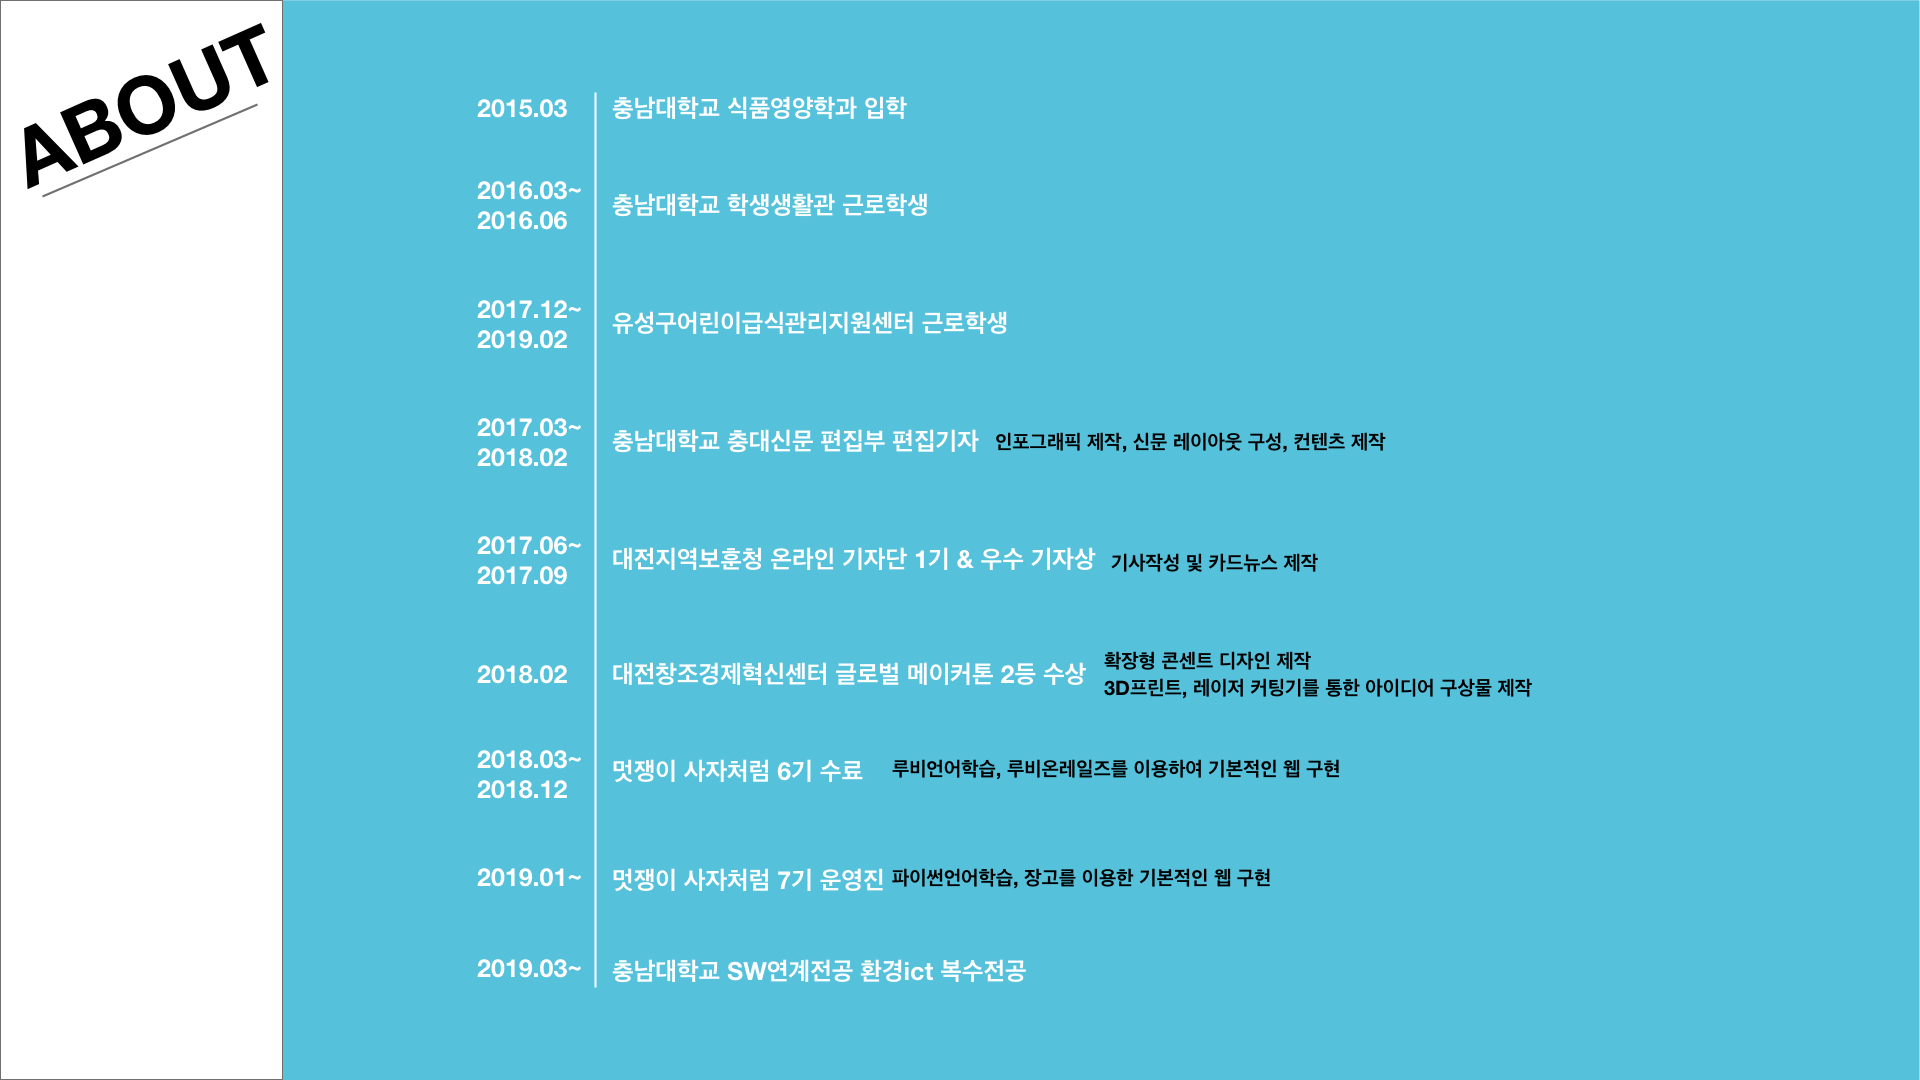 ABOUT
2015.03
충남대학교 식품영양학과 입학
2016.03~
2016.06
충남대학교 학생생활관 근로학생
2017.12~
2019.02
유성구어린이급식관리지원센터 근로학생
2017.03~
2018.02
충남대학교 충대신문 편집부 편집기자
인포그래픽 제작, 신문 레이아웃 구성, 컨텐츠 제작
2017.06~
2017.09
대전지역보훈청 온라인 기자단 1기 & 우수 기자상
기사작성 및 카드뉴스 제작
2018.02
대전창조경제혁신센터 글로벌 메이커톤 2등 수상
확장형 콘센트 디자인 제작
3D프린트, 레이저 커팅기를 통한 아이디어 구상물 제작
2018.03~
2018.12
멋쟁이 사자처럼 6기 수료
루비언어학습, 루비온레일즈를 이용하여 기본적인 웹 구현
2019.01~
멋쟁이 사자처럼 7기 운영진
파이썬언어학습, 장고를 이용한 기본적인 웹 구현
2019.03~
충남대학교 SW연계전공 환경ict 복수전공